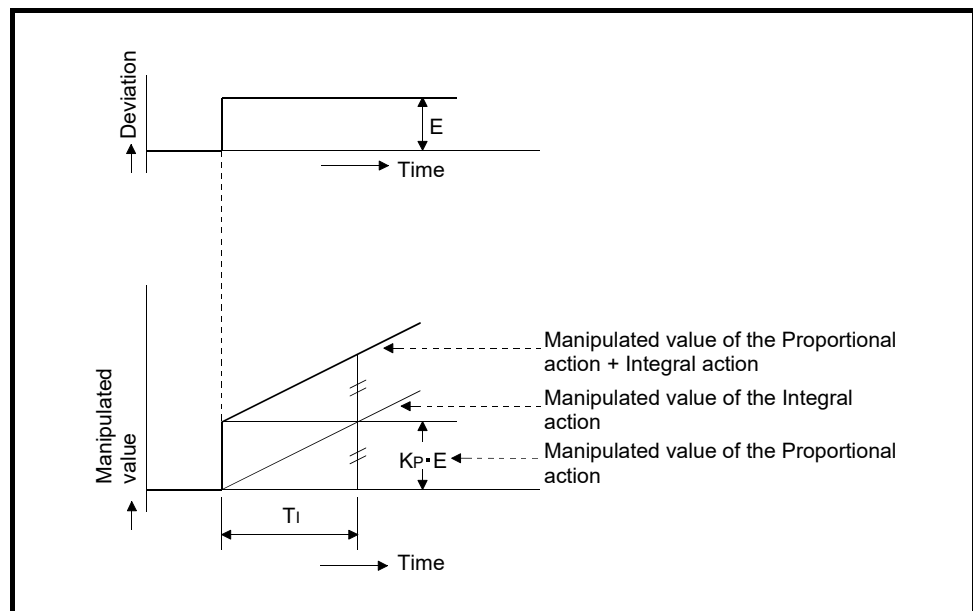 Deviation
E
Time
Manipulated
value
Manipulated value of the Proportional
action + Integral action
Manipulated value of the Integral
action
KP·E
Manipulated value of the Proportional
action
TI
Time